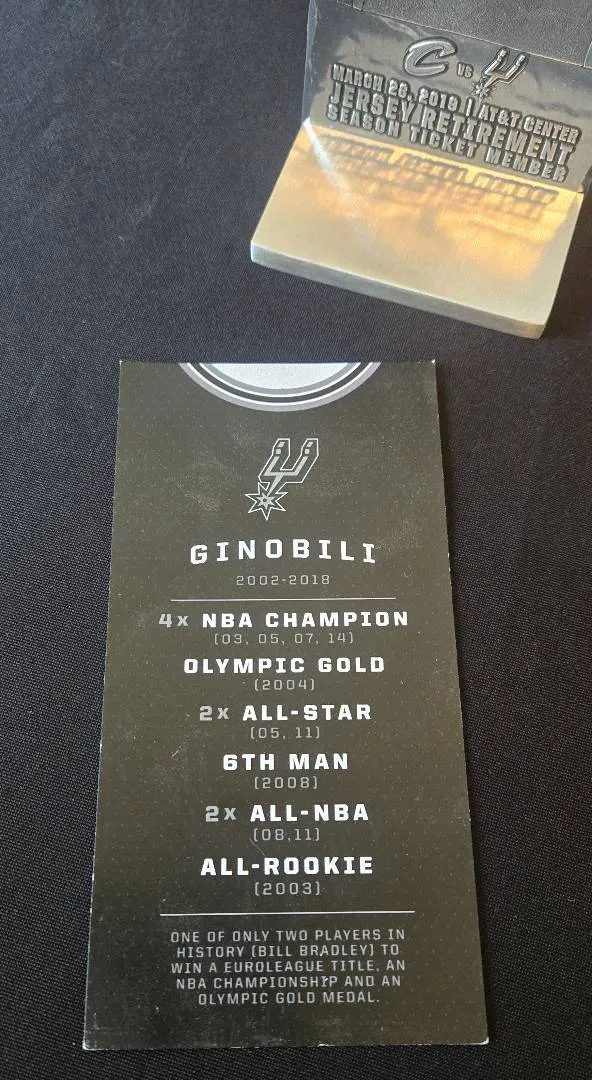 C VS
MARCH 28, 2019 | AT&T CENTER
JERSEY RETIREMENT
SEASON TICKET MEMBER
GINOBILI
2002-2018
4x NBA CHAMPION
(03, 05, 07, 14)
OLYMPIC GOLD
(2004)
2x ALL-STAR
(05, 11)
6TH MAN
(2008)
2x ALL-NBA
(08,11)
ALL-ROOKIE
(2003)
ONE OF ONLY TWO PLAYERS IN
HISTORY (BILL BRADLEY) TO
WIN A EUROLEAGUE TITLE, AN
NBA CHAMPIONSHIP AND AN
OLYMPIC GOLD MEDAL.